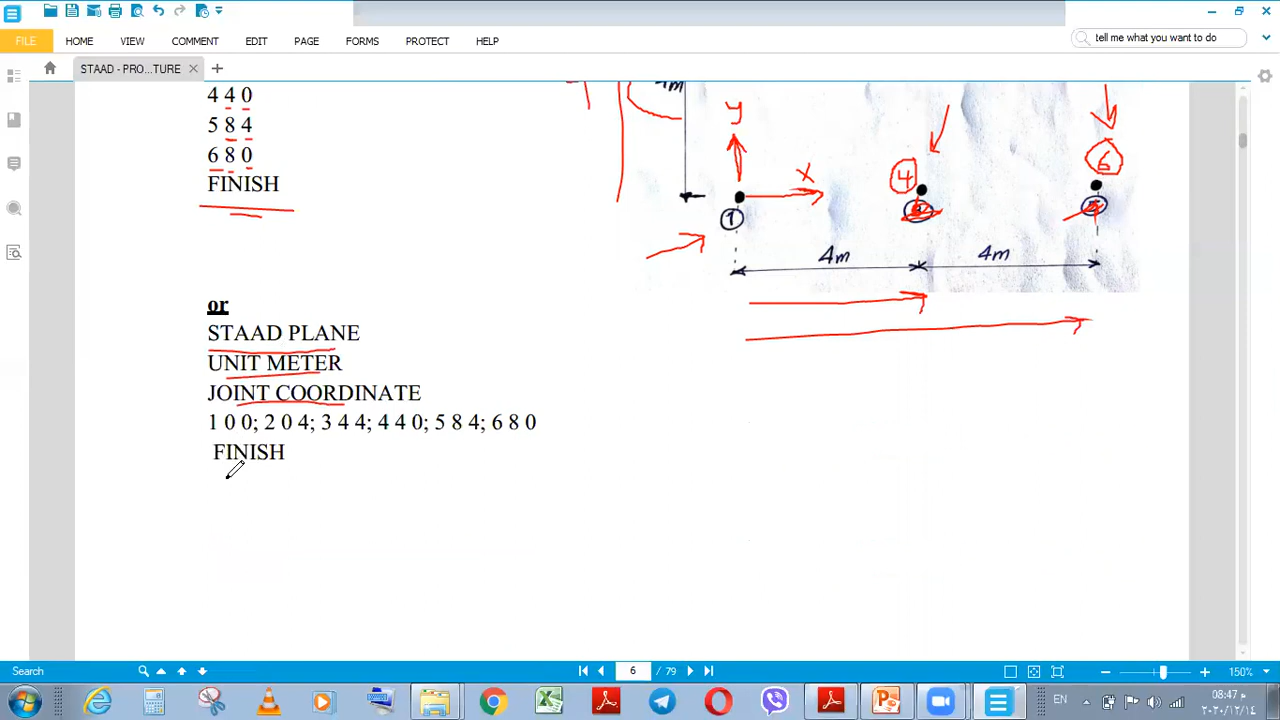 tell me what you want to do
FILE HOME VIEW COMMENT EDIT PAGE FORMS PROTECT HELP
STAAD - PRO...TURE
4 4 0
5 8 4
6 8 0
FINISH
y
X
4
6
1
4m 4m
or
STAAD PLANE
UNIT METER
JOINT COORDINATE
1 0 0; 2 0 4; 3 4 4; 4 4 0; 5 8 4; 6 8 0
FINISH
Search
6 / 79
150%
EN
08:47 م
٢٠٢٠/١٢/١٤